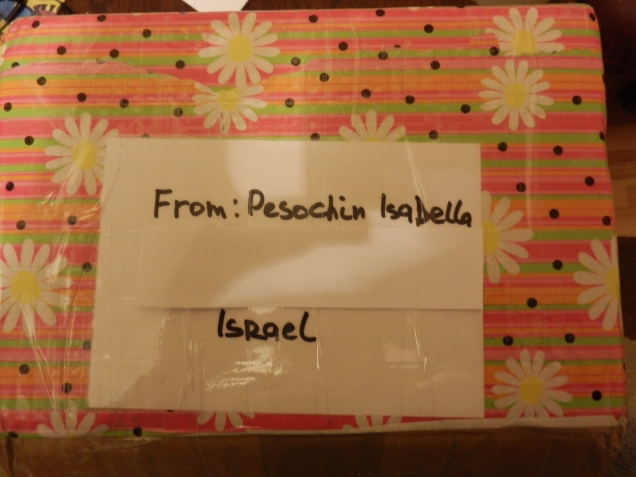 From: Pesochin Isabella
Israel